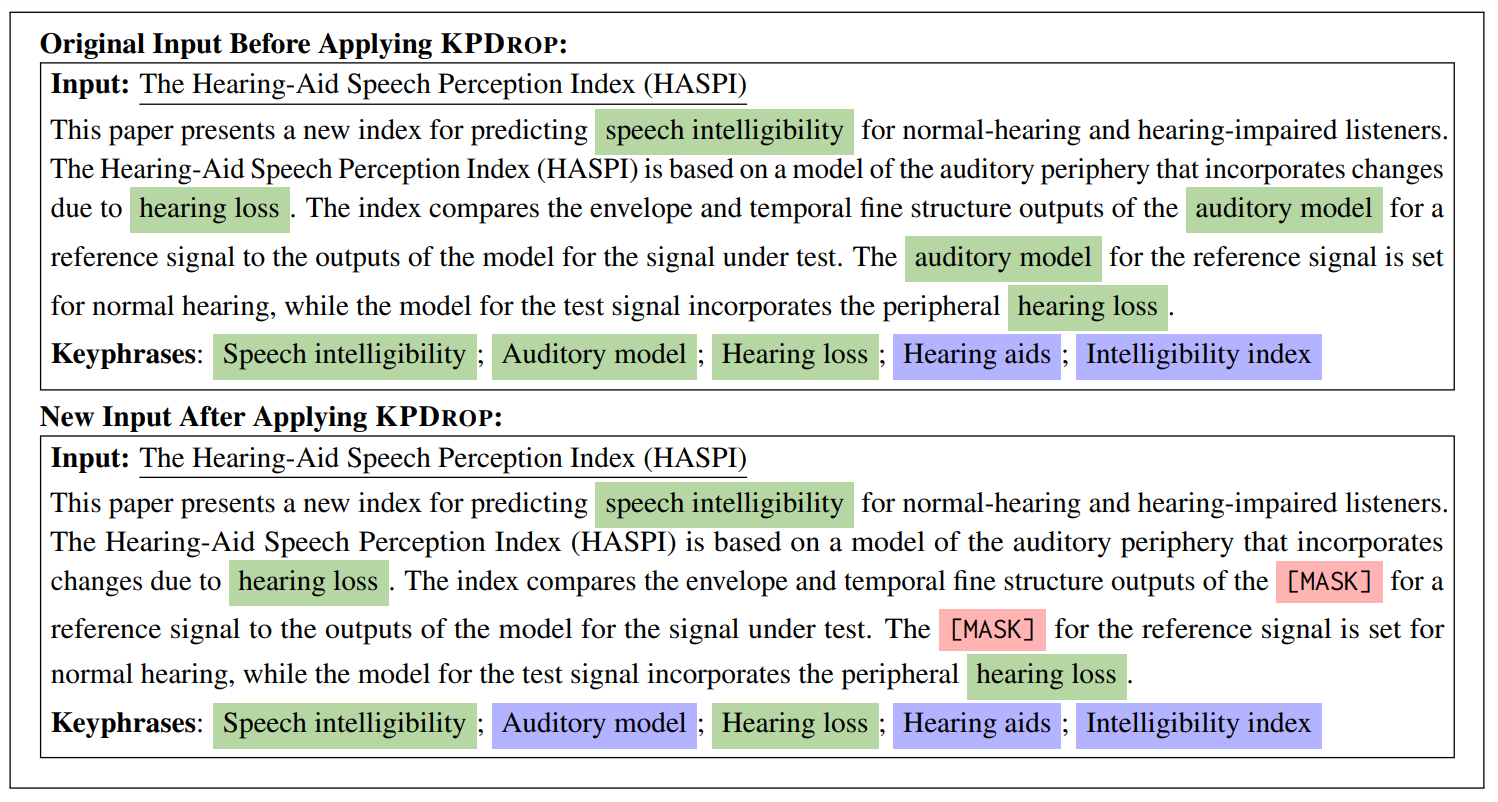 Original Input Before Applying KPDROP:
Input: The Hearing-Aid Speech Perception Index (HASPI)
This paper presents a new index for predicting speech intelligibility for normal-hearing and hearing-impaired listeners.
The Hearing-Aid Speech Perception Index (HASPI) is based on a model of the auditory periphery that incorporates changes
due to hearing loss . The index compares the envelope and temporal fine structure outputs of the auditory model for a
reference signal to the outputs of the model for the signal under test. The auditory model for the reference signal is set
for normal hearing, while the model for the test signal incorporates the peripheral hearing loss .
Keyphrases: Speech intelligibility ; Auditory model ; Hearing loss ; Hearing aids ; Intelligibility index
New Input After Applying KPDROP:
Input: The Hearing-Aid Speech Perception Index (HASPI)
This paper presents a new index for predicting speech intelligibility for normal-hearing and hearing-impaired listeners.
The Hearing-Aid Speech Perception Index (HASPI) is based on a model of the auditory periphery that incorporates
changes due to hearing loss . The index compares the envelope and temporal fine structure outputs of the [MASK] for a
reference signal to the outputs of the model for the signal under test. The [MASK] for the reference signal is set for
normal hearing, while the model for the test signal incorporates the peripheral hearing loss .
Keyphrases: Speech intelligibility ; Auditory model ; Hearing loss ; Hearing aids ; Intelligibility index